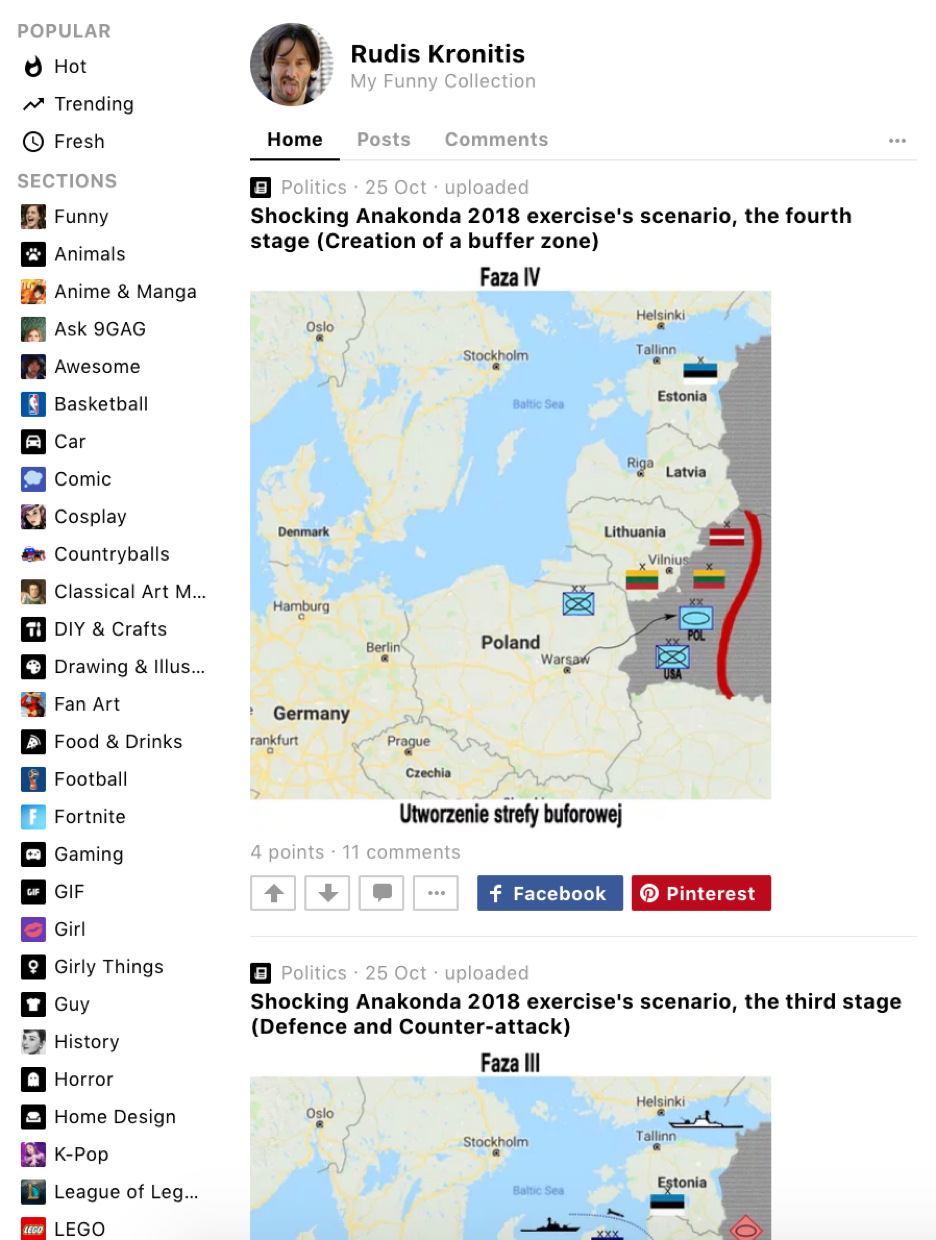 POPULAR
Hot
Trending
Fresh
SECTIONS
Funny
Animals
Anime & Manga
Ask 9GAG
Awesome
Basketball
Car
Comic
Cosplay
Countryballs
Classical Art M...
DIY & Crafts
Drawing & Illus...
Fan Art
Food & Drinks
Football
Fortnite
Gaming
GIF
GIF
Girl
Girly Things
Guy
History
Horror
Home Design
K-Pop
League of Leg...
LEGO
LEGO
Rudis Kronitis
My Funny Collection
Home Posts Comments
Politics · 25 Oct · uploaded
Shocking Anakonda 2018 exercise's scenario, the fourth
stage (Creation of a buffer zone)
Faza IV
Helsinki
Oslo
Tallinn
Stockholm
x
Estonia
Baltic Sea
Riga
Latvia
x
Denmark
Lithuania
Vilnius
x
x
xx
xx
Hamburg
POL
Poland
xx
Berlin
Warsaw
USA
Germany
rankfurt
Prague
Czechia
Utworzenie strefy buforowej
4 points · 11 comments
Facebook
Pinterest
Politics · 25 Oct · uploaded
Shocking Anakonda 2018 exercise's scenario, the third stage
(Defence and Counter-attack)
Faza III
Helsinki
Oslo
Tallinn
Stockholm
Estonia
x
Baltic Sea
xxx